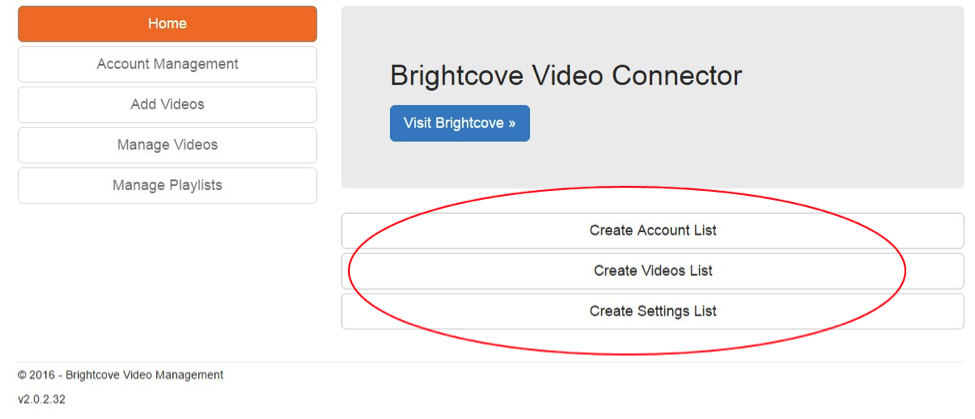 Home
Account Management
Add Videos
Manage Videos
Manage Playlists
Brightcove Video Connector
Visit Brightcove »
Create Account List
Create Videos List
Create Settings List
© 2016 - Brightcove Video Management
v2.0.2.32